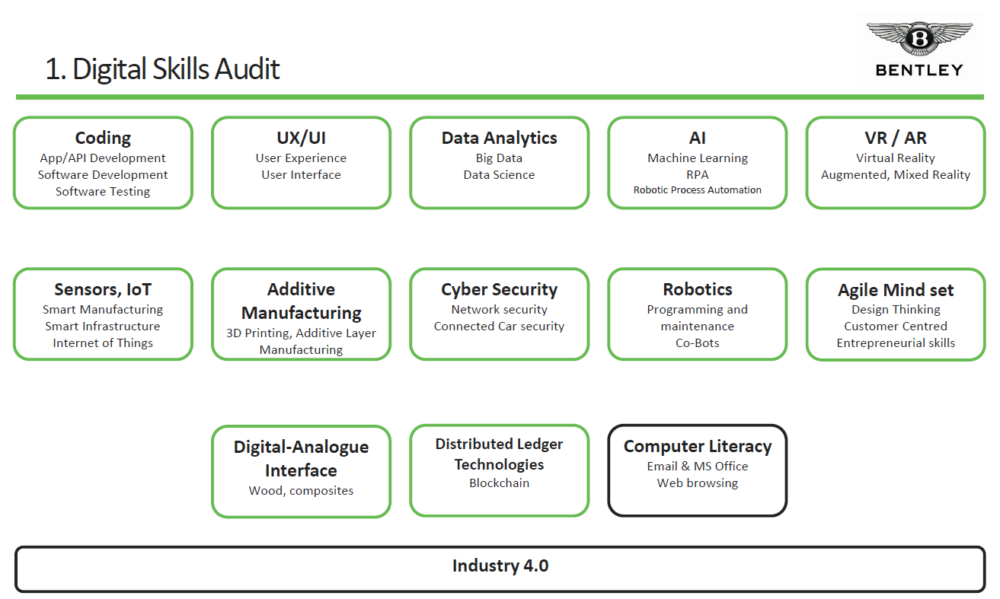 B
BENTLEY
1. Digital Skills Audit
Coding
App/API Development
Software Development
Software Testing
UX/UI
User Experience
User Interface
Data Analytics
Big Data
Data Science
AI
Machine Learning
RPA
Robotic Process Automation
VR / AR
Virtual Reality
Augmented, Mixed Reality
Sensors, IoT
Smart Manufacturing
Smart Infrastructure
Internet of Things
Additive
Manufacturing
3D Printing, Additive Layer
Manufacturing
Cyber Security
Network security
Connected Car security
Robotics
Programming and
maintenance
Co-Bots
Agile Mind set
Design Thinking
Customer Centred
Entrepreneurial skills
Digital-Analogue
Interface
Wood, composites
Distributed Ledger
Technologies
Blockchain
Computer Literacy
Email & MS Office
Web browsing
Industry 4.0